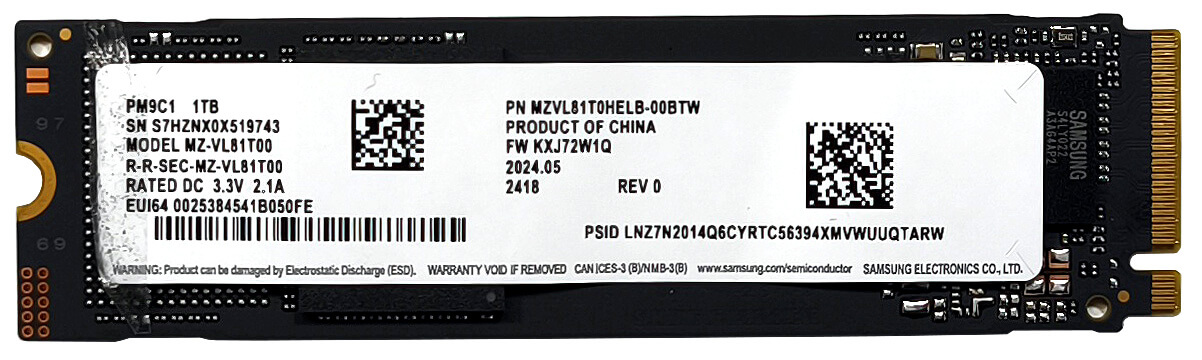 PM9C1 1TB
SN S7HZNX0X519743
MODEL MZ-VL81T00
R-R-SEC-MZ-VL81T00
RATED DC 3.3V 2.1A
EUI64 0025384541B050FE
PN MZVL81T0HELB-00BTW
PRODUCT OF CHINA
FW KXJ72W1Q
2024.05
2418 REV 0
PSID LNZ7N2014Q6CYRTC56394XMVWUUQTARW
WARNING: Product can be damaged by Electrostatic Discharge (ESD). WARRANTY VOID IF REMOVED CAN ICES-3 (B)/NMB-3(B) www.samsung.com/semiconductor SAMSUNG ELECTRONICS CO., LTD.
97
69
SAMSUNG
S4LY022